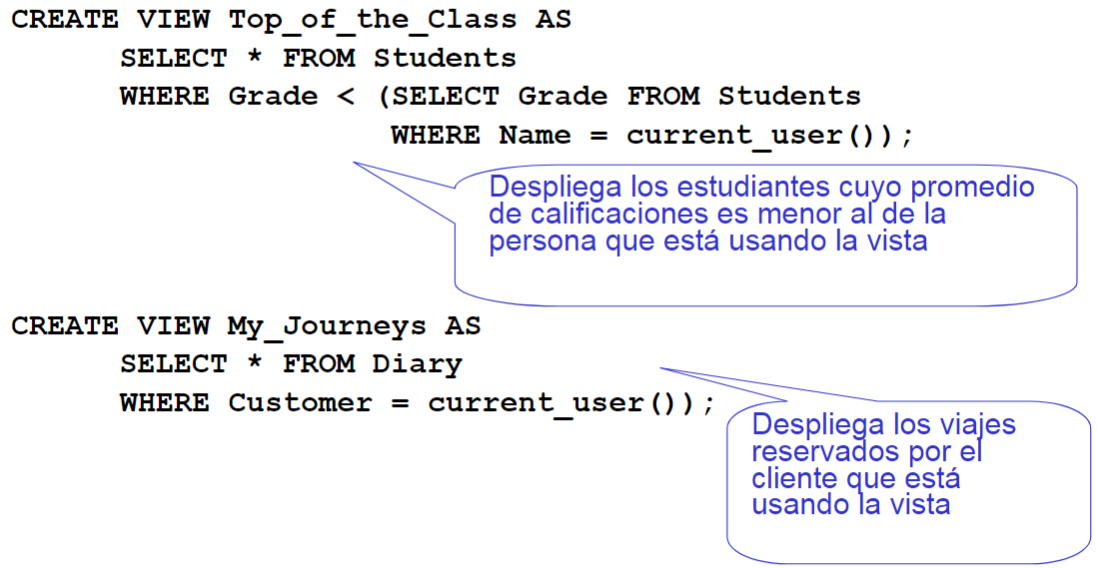 CREATE VIEW Top_of_the_Class AS
SELECT * FROM Students
WHERE Grade < (SELECT Grade FROM Students
WHERE Name = current_user());
Despliega los estudiantes cuyo promedio
de calificaciones es menor al de la
persona que está usando la vista
CREATE VIEW My_Journeys AS
SELECT * FROM Diary
WHERE Customer = current_user());
Despliega los viajes
reservados por el
cliente que está
usando la vista